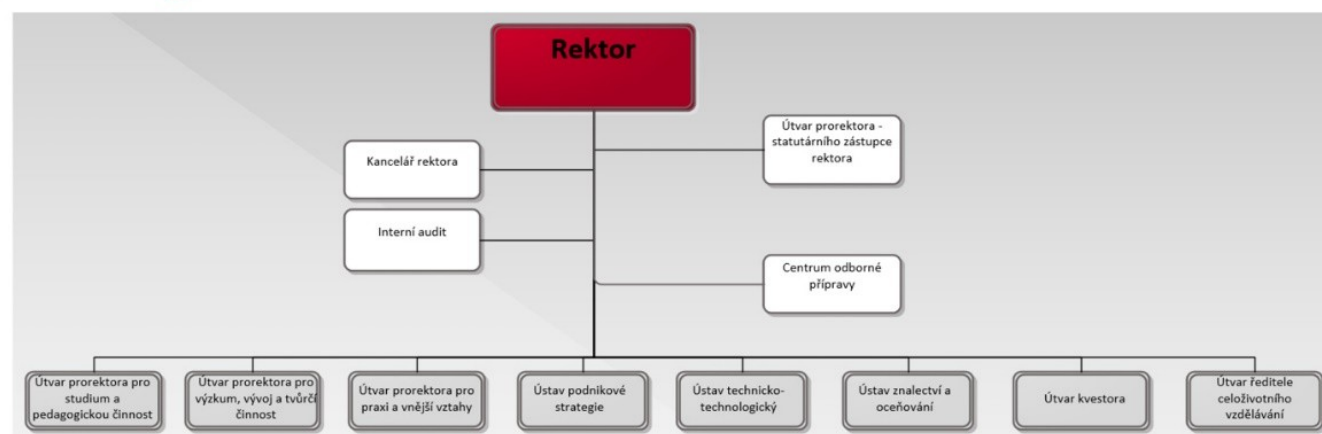 Rektor
Útvar prorektora -
statutárního zástupce
rektora
Kancelář rektora
Interní audit
Centrum odborné
přípravy
Útvar prorektora pro
studium a
pedagogickou činnost
Útvar prorektora pro
výzkum, vývoj a tvůrčí
činnost
Útvar prorektora pro
praxi a vnější vztahy
Ústav podnikové
strategie
Ústav technicko-
technologický
Ústav znalectví a
oceňování
Útvar kvestora
Útvar ředitele
celoživotního
vzdělávání